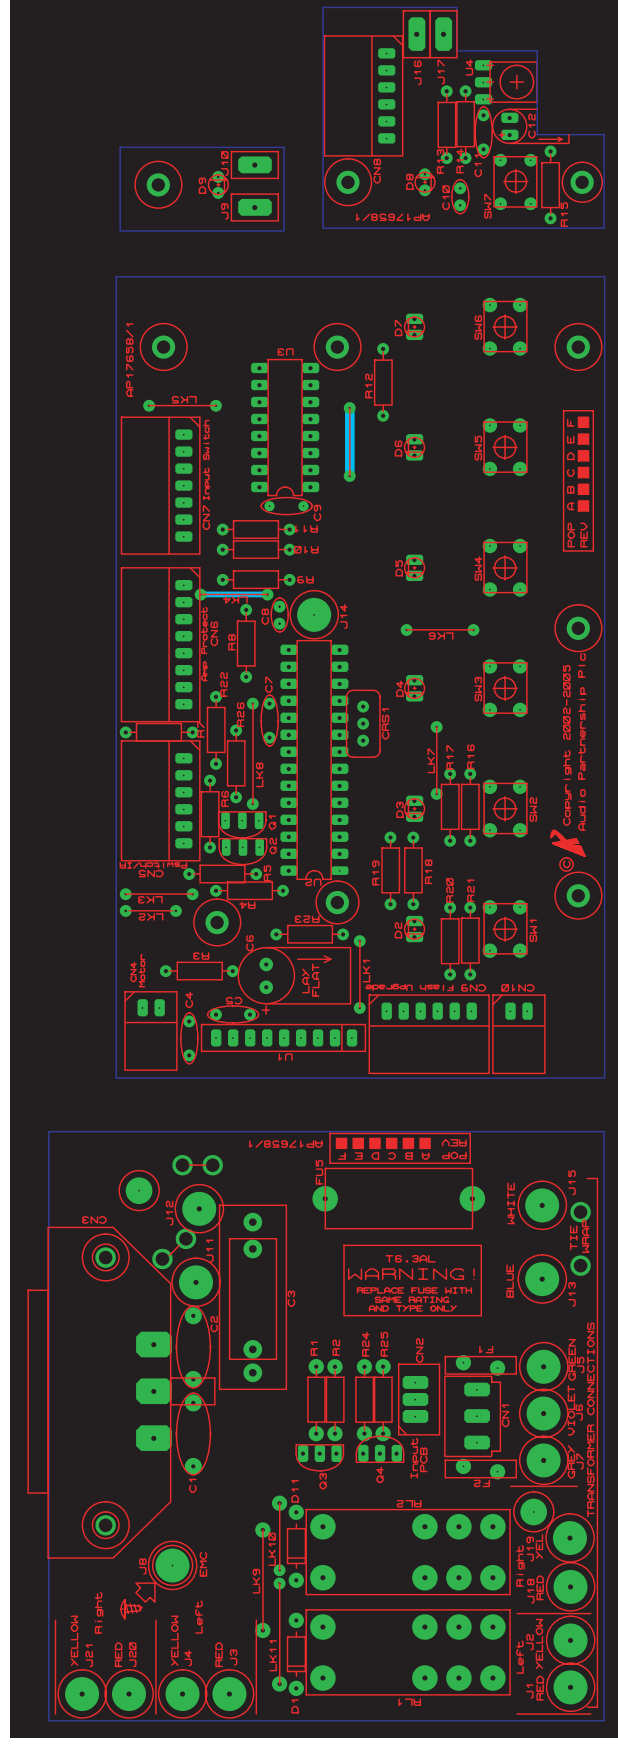 J16
J17
U4
C12
R13
R14
C11
CN8
D8
C10
SW7
R15
AP17658/1
J10
D9
J9
AP17658/1
U3
D7
SW6
LK5
R12
CN7 Input Switch
D6
SW5
POP A B C D E F
REV
C9
R11
R10
R9
D5
SW4
LK4
C8
J14
Amp Protect
CN6
R8
LK6
R22
C7
D4
SW3
R7
R26
CRS1
Copyright 2002-2005
Audio Partnership Plc
©
LK8
LK7
R17
R16
R6
Q1
Q2
D3
SW2
Pswitch/IR
CN5
R5
R4
U2
R19
R18
LK3
LK2
R23
D2
R20
R21
SW1
CN4
Motor
R3
C6
LAY
FLAT
+
LK1
C4
C5
U1
Flash Upgrade
CN9
CN10
AP17658/1
POP A B C D E F
REV
CN3
J12
J11
FU5
WHITE
J15
TIE
WRAP
BLUE
J13
C3
C2
T6.3AL
WARNING!
REPLACE FUSE WITH
SAME RATING
AND TYPE ONLY
R1
R2
R24
R25
CN2
F1
GREEN
J5
VIOLET
J6
GREY
J7
TRANSFORMER CONNECTIONS
C1
Q3
Q4
Input
PCB
CN1
F2
J8
EMC
D11
LK10
LK9
RL2
Right
J19
YEL
J18
RED
YELLOW
J21
Right
RED
J20
YELLOW
J4
Left
RED
J3
LK11
D1
RL1
Left
J2
YELLOW
J1
RED